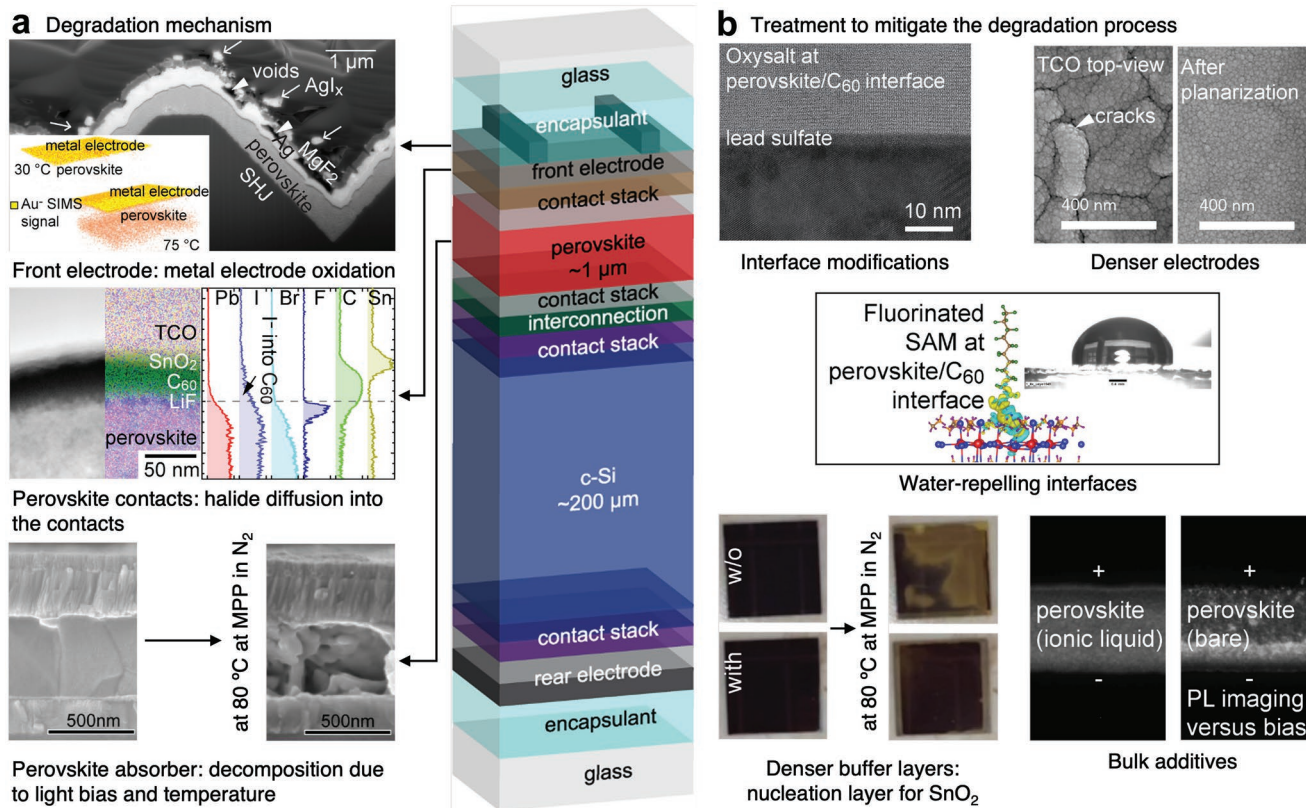 a Degradation mechanism
1 µm
voids
AgIₓ
Ag
MgF₂
perovskite
SHJ
metal electrode
30 °C perovskite
metal electrode
Au- SIMS
signal
perovskite
75 °C
Front electrode: metal electrode oxidation
TCO
SnO₂
C₆₀
LiF
perovskite
50 nm
Pb I Br F C Sn
I- into C₆₀
Perovskite contacts: halide diffusion into
the contacts
500nm
at 80 ºC at MPP in N₂
500nm
Perovskite absorber: decomposition due
to light bias and temperature
glass
encapsulant
front electrode
contact stack
perovskite
~1 µm
contact stack
interconnection
contact stack
c-Si
~200 µm
contact stack
rear electrode
encapsulant
glass
b Treatment to mitigate the degradation process
Oxysalt at
perovskite/C₆₀ interface
lead sulfate
10 nm
Interface modifications
TCO top-view
cracks
400 nm
After
planarization
400 nm
Denser electrodes
Fluorinated
SAM at
perovskite/C₆₀
interface
Water-repelling interfaces
w/o
with
at 80 ºC at MPP in N₂
Denser buffer layers:
nucleation layer for SnO₂
+
perovskite
(ionic liquid)
-
+
perovskite
(bare)
-
PL imaging
versus bias
Bulk additives